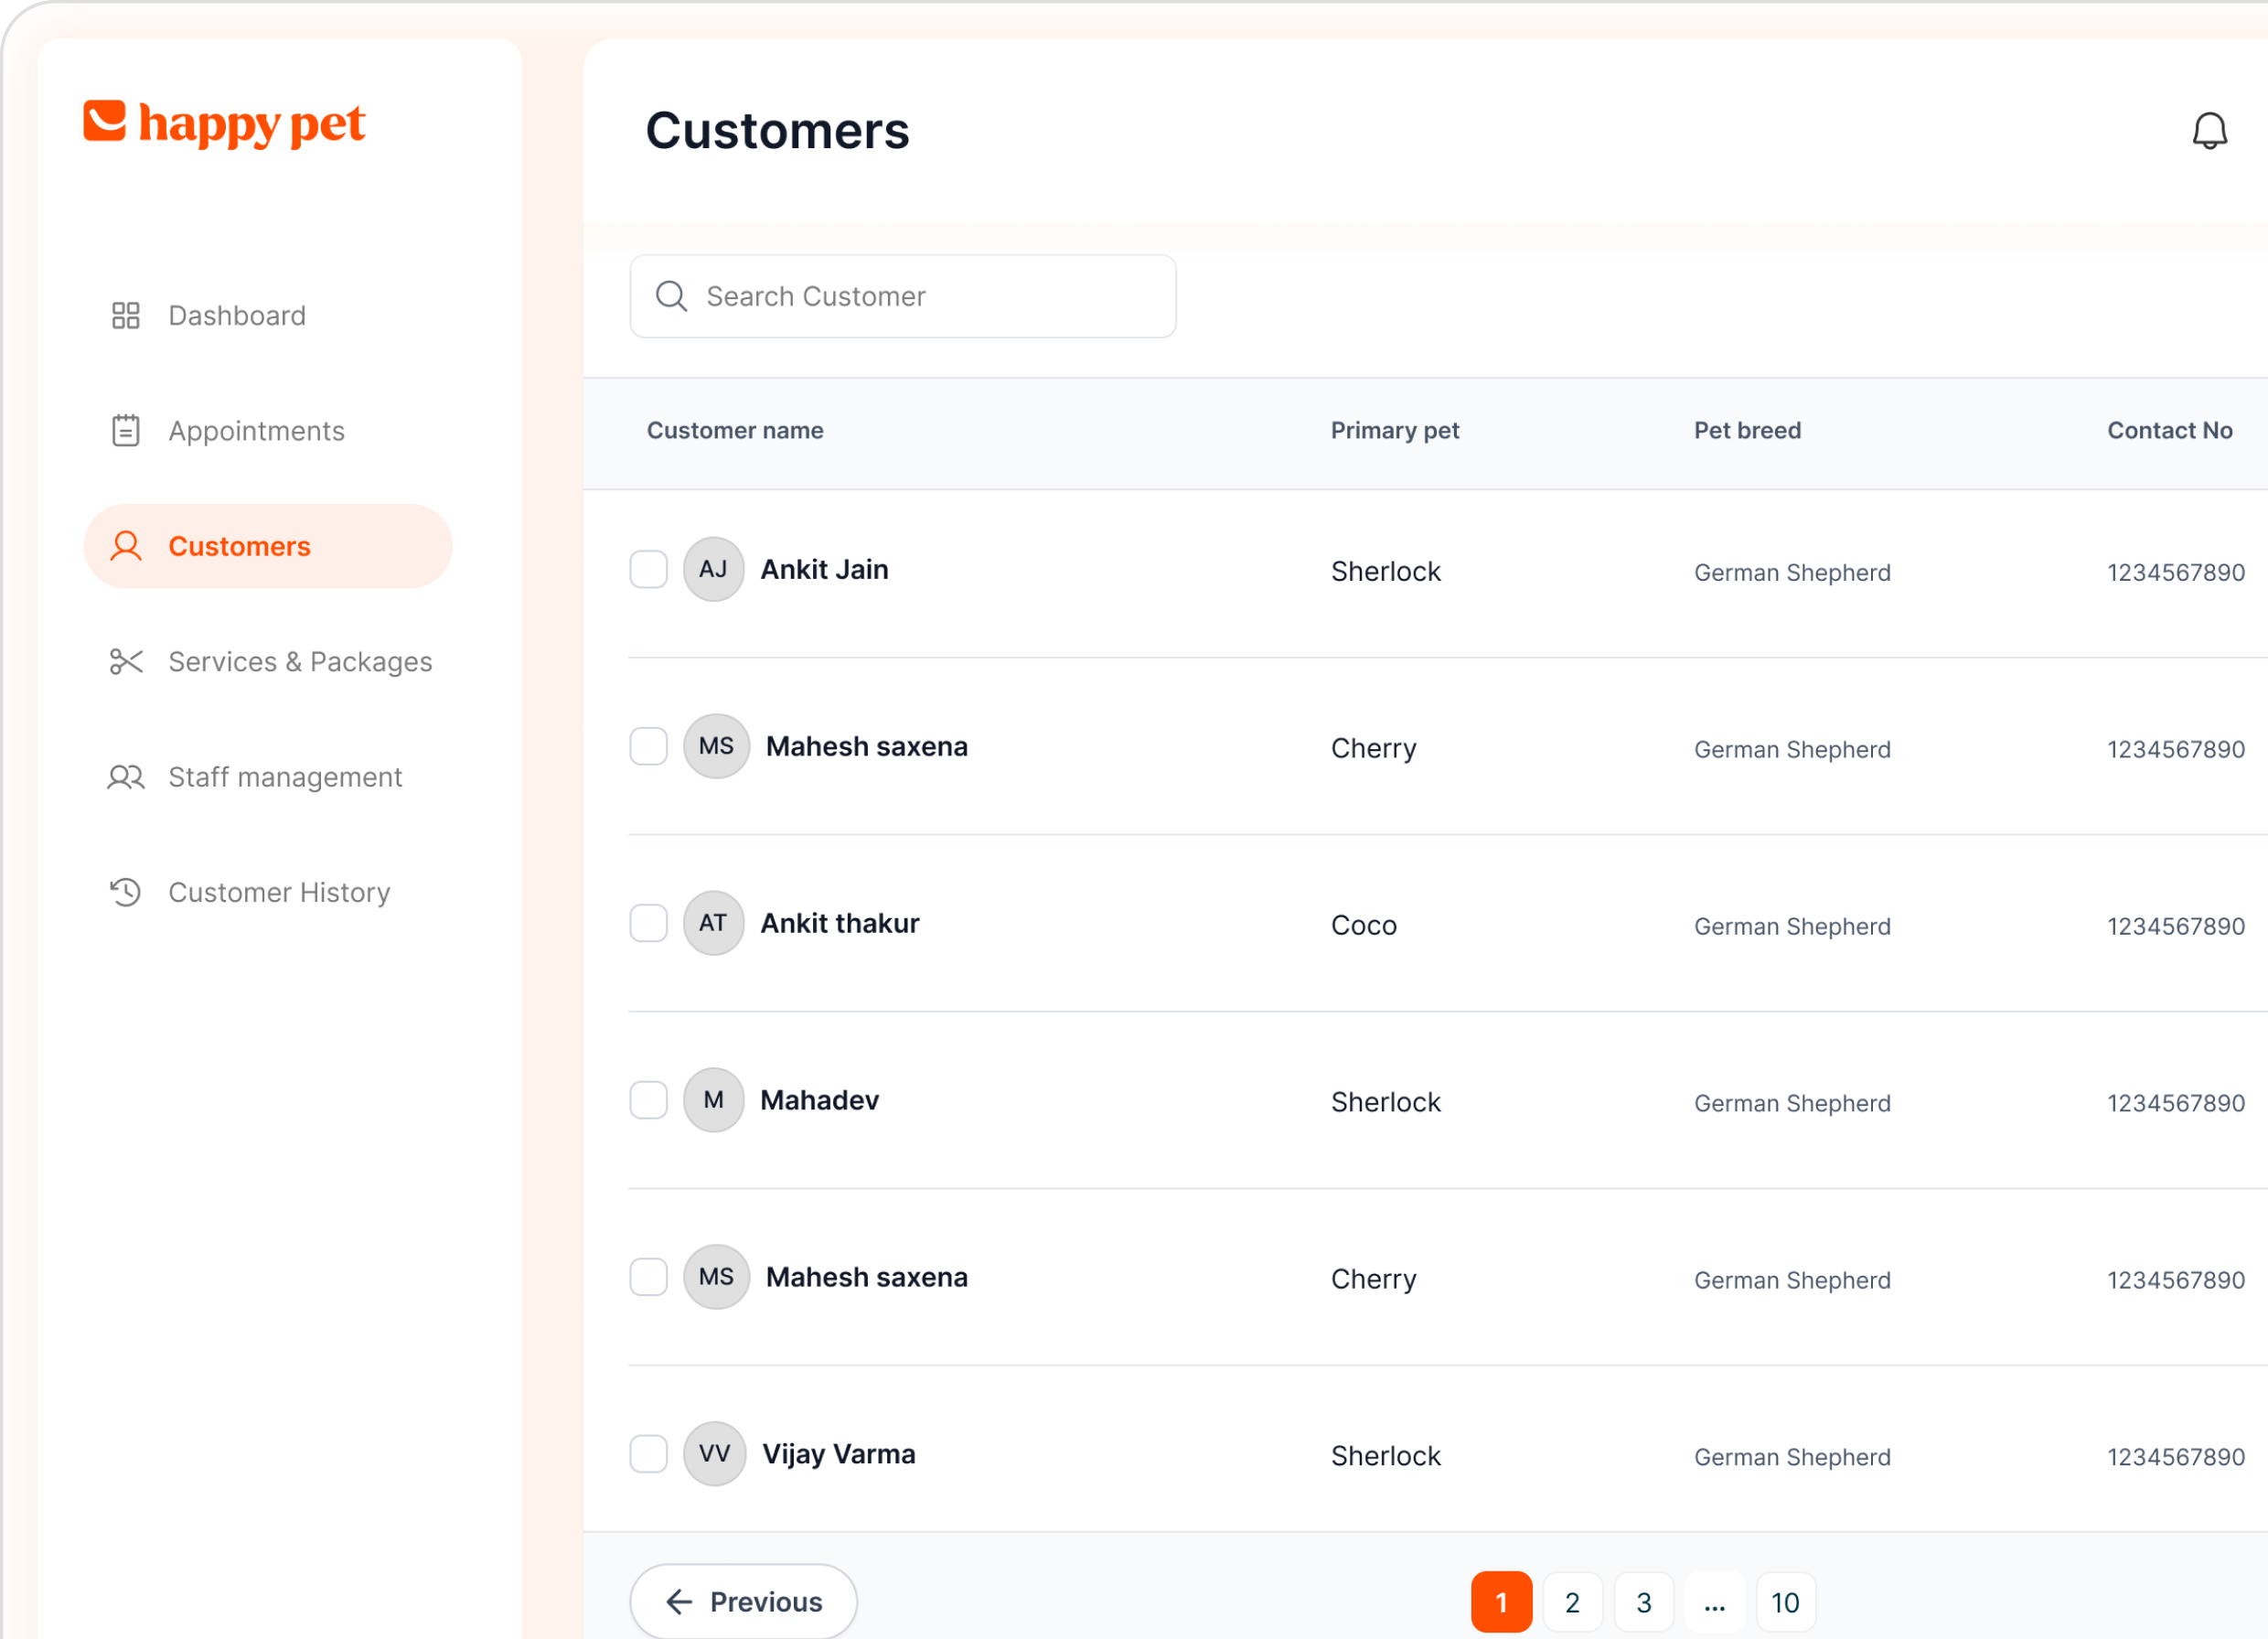 happy pet
Customers
Dashboard
Appointments
Customers
Services & Packages
Staff management
Customer History
Search Customer
Customer name Primary pet Pet breed Contact No
AJ Ankit Jain Sherlock German Shepherd 1234567890
MS Mahesh saxena Cherry German Shepherd 1234567890
AT Ankit thakur Coco German Shepherd 1234567890
M Mahadev Sherlock German Shepherd 1234567890
MS Mahesh saxena Cherry German Shepherd 1234567890
VV Vijay Varma Sherlock German Shepherd 1234567890
Previous 1 2 3 ... 10